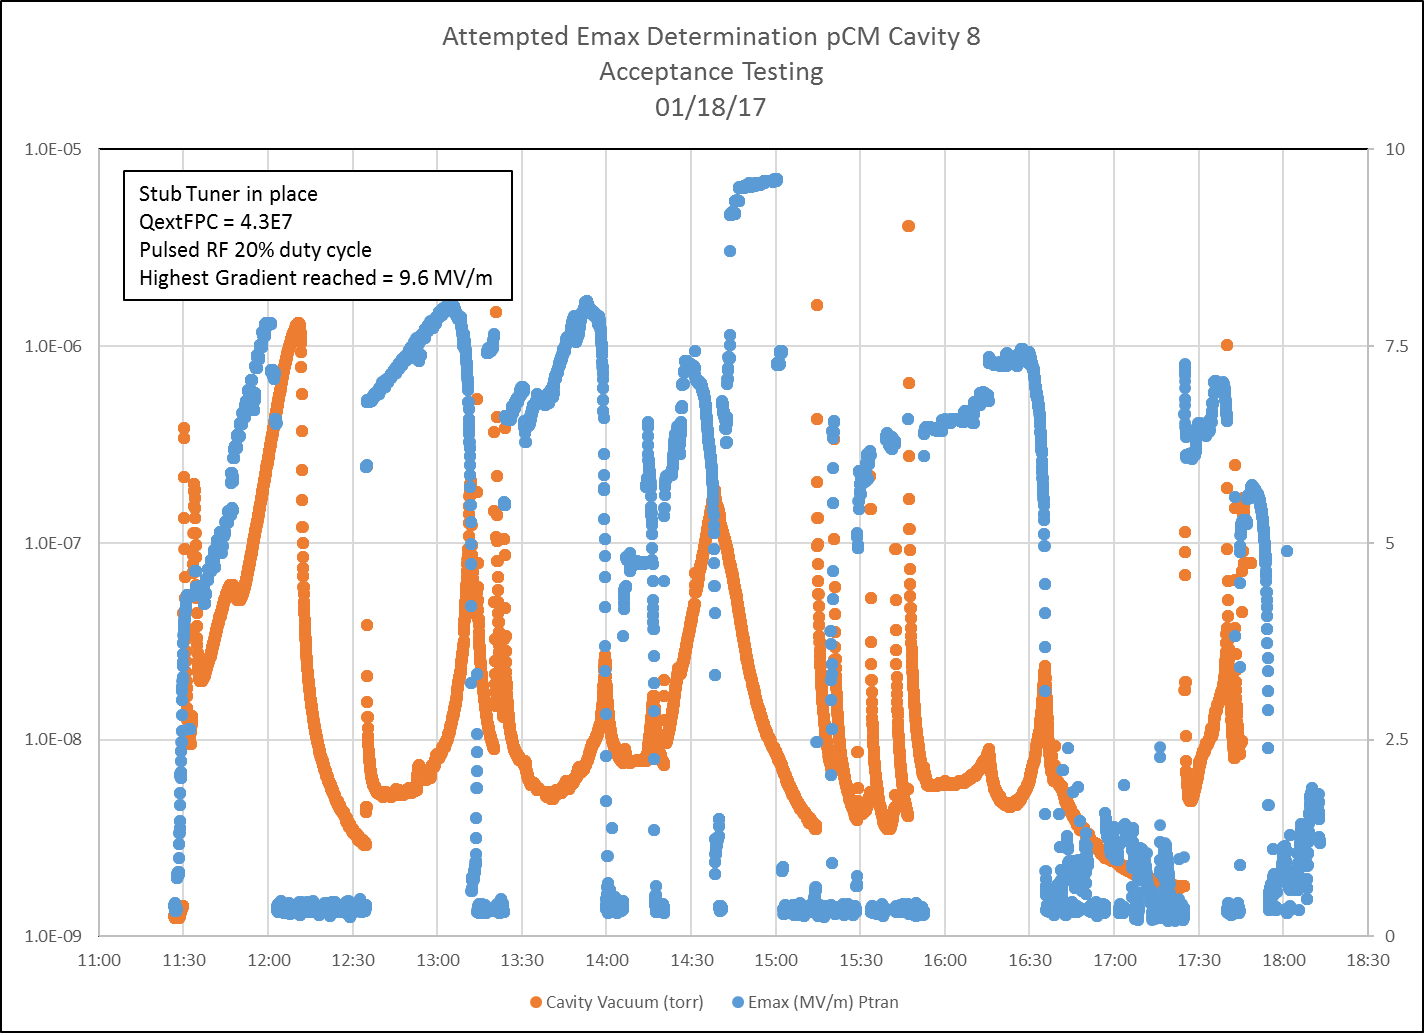 Attempted Emax Determination pCM Cavity 8
Acceptance Testing
01/18/17
1.0E-05
10
Stub Tuner in place
QextFPC = 4.3E7
Pulsed RF 20% duty cycle
Highest Gradient reached = 9.6 MV/m
1.0E-06
7.5
1.0E-07
5
1.0E-08
2.5
1.0E-09
0
11:00 11:30 12:00 12:30 13:00 13:30 14:00 14:30 15:00 15:30 16:00 16:30 17:00 17:30 18:00 18:30
Cavity Vacuum (torr) Emax (MV/m) Ptran